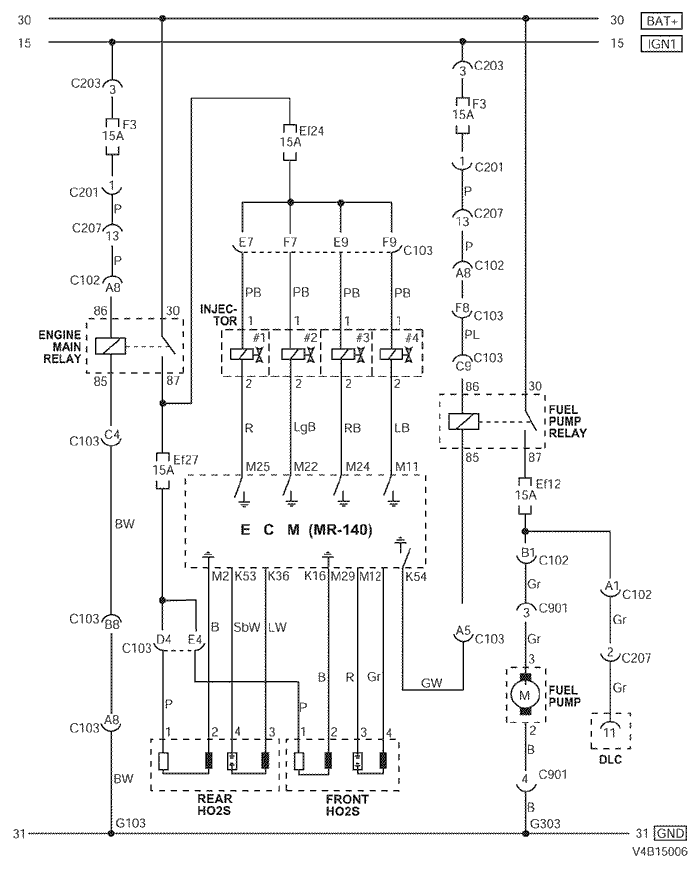 30 30 BAT+
15 15 IGN1
C203 3 3 C203
F3 15A Ef24 15A F3 15A
C201 1 1 C201
P P
C207 13 13 C207
P E7 F7 E9 F9 C103 P
C102 A8 A8 C102
PB PB PB PB
86 30 F8 C103
INJEC-
TOR
1 1 1 1 PL
ENGINE
MAIN
RELAY
#1 #2 #3 #4 C9 C103
85 87 2 2 2 2 86 30
FUEL
PUMP
RELAY
C103 C4 R LgB RB LB
85 87
Ef27 15A M25 M22 M24 M11 Ef12 15A
BW E C M (MR-140)
B1 C102
M2 K53 K36 K16 M29 M12 K54 Gr A1 C102
3 C901
C103 B8 B SbW LW Gr
C103 D4 E4 A5 C103 Gr 2 C207
B R Gr GW 3 Gr
P P M FUEL
PUMP
C103 A8 1 2 4 3 1 2 3 4 2 11
B DLC
BW 4 C901
REAR
HO2S
FRONT
HO2S
B
G103 G303
31 31 GND
V4B15006